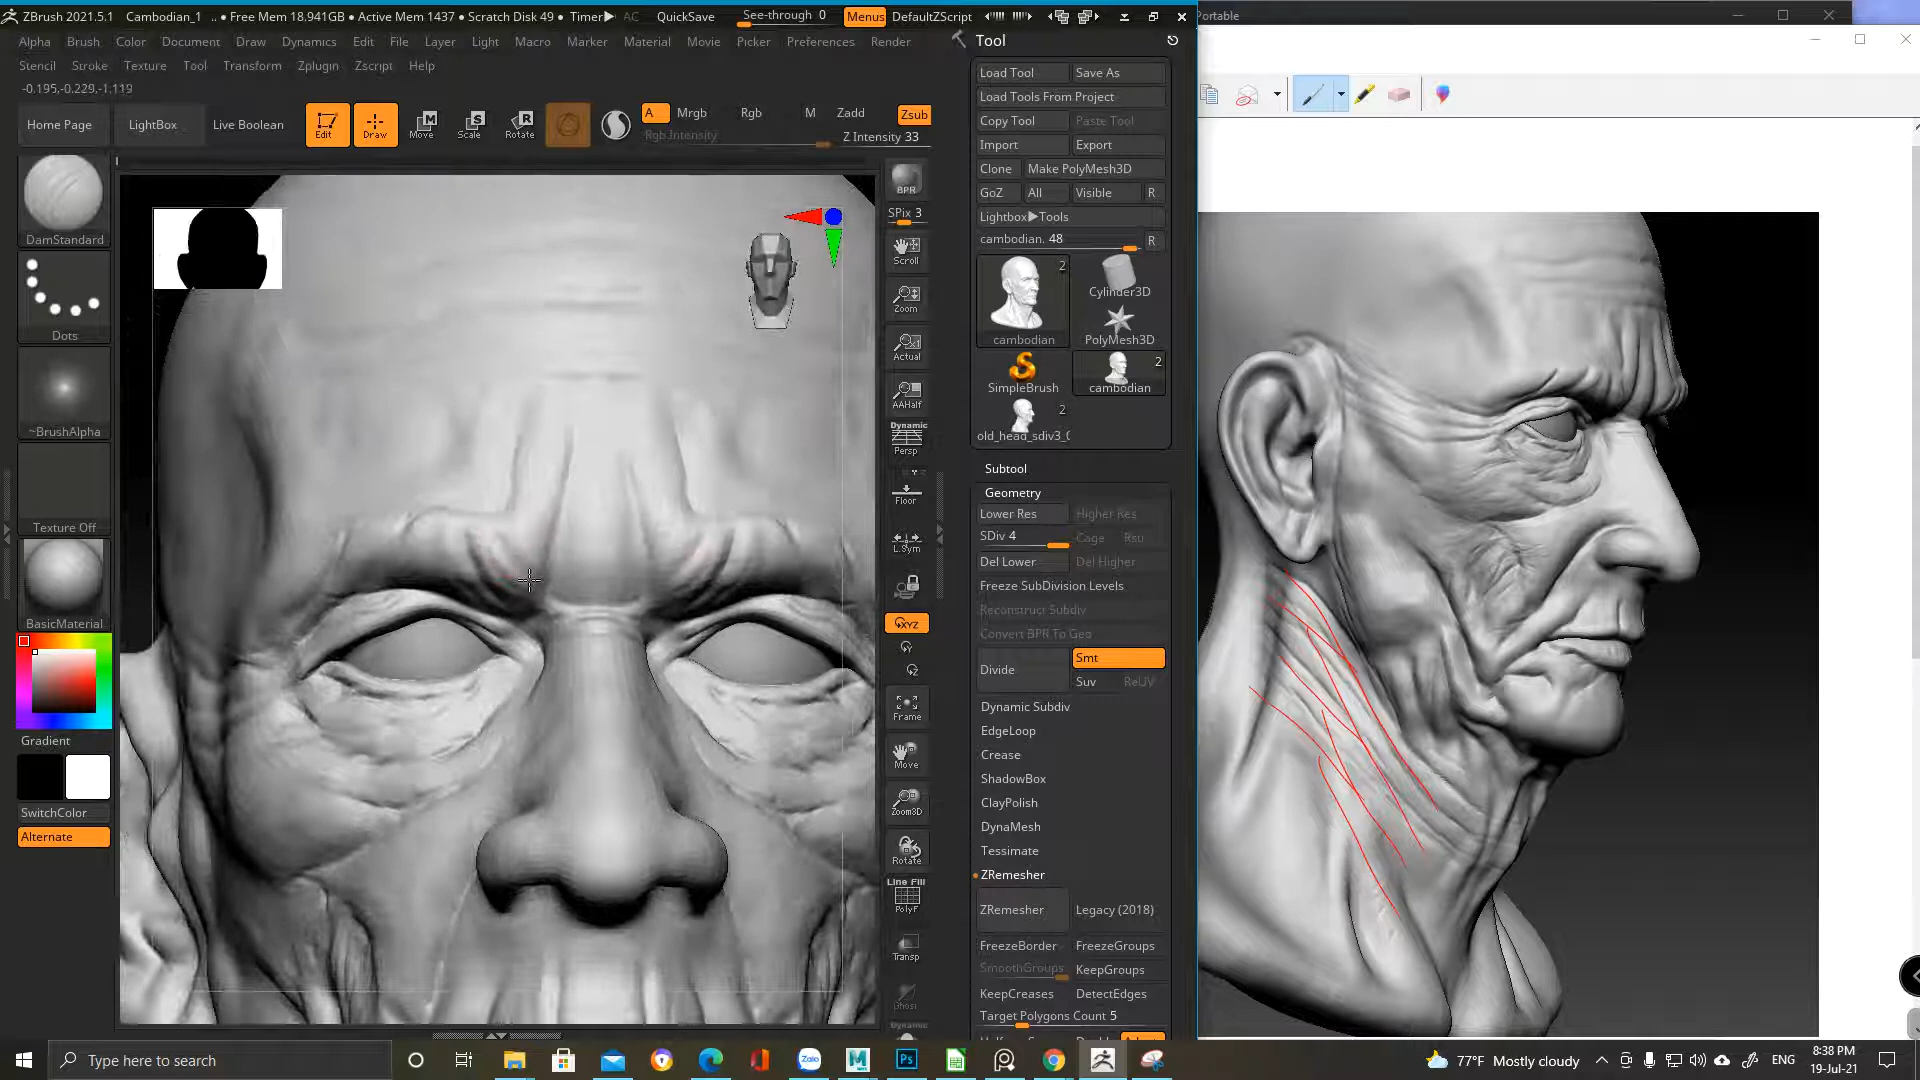 ZBrush 2021.5.1 Cambodian_1 .. • Free Mem 18.941GB • Active Mem 1437 • Scratch Disk 49 • Timer▶ AC QuickSave See-through 0 Menus DefaultZScript
Portable
Alpha Brush Color Document Draw Dynamics Edit File Layer Light Macro Marker Material Movie Picker Preferences Render
Stencil Stroke Texture Tool Transform Zplugin Zscript Help
-0.195,-0.229,-1.119
Home Page LightBox Live Boolean Edit Draw Move Scale Rotate A Mrgb Rgb M Zadd Zsub
Rgb Intensity Z Intensity 33
DamStandard
Dots
~BrushAlpha
Texture Off
BasicMaterial
Gradient
SwitchColor
Alternate
BPR
SPix 3
Scroll
Zoom
Actual
AAHalf
Dynamic
Persp
Floor
L.Sym
XYZ
Frame
Move
Zoom3D
Rotate
Line Fill
PolyF
Transp
Ghost
Dynamic
Tool
Load Tool Save As
Load Tools From Project
Copy Tool Paste Tool
Import Export
Clone Make PolyMesh3D
GoZ All Visible R
Lightbox▶Tools
cambodian. 48 R
2
Cylinder3D
cambodian PolyMesh3D
2
SimpleBrush cambodian
2
old_head_sdiv3_0
Subtool
Geometry
Lower Res Higher Res
SDiv 4 Cage Rsu
Del Lower Del Higher
Freeze SubDivision Levels
Reconstruct Subdiv
Convert BPR To Geo
Divide Smt
Suv ReUV
Dynamic Subdiv
EdgeLoop
Crease
ShadowBox
ClayPolish
DynaMesh
Tessimate
ZRemesher
ZRemesher Legacy (2018)
FreezeBorder FreezeGroups
SmoothGroups KeepGroups
KeepCreases DetectEdges
Target Polygons Count 5
Type here to search
Zalo
M
Ps
77°F Mostly cloudy
ENG
8:38 PM
19-Jul-21